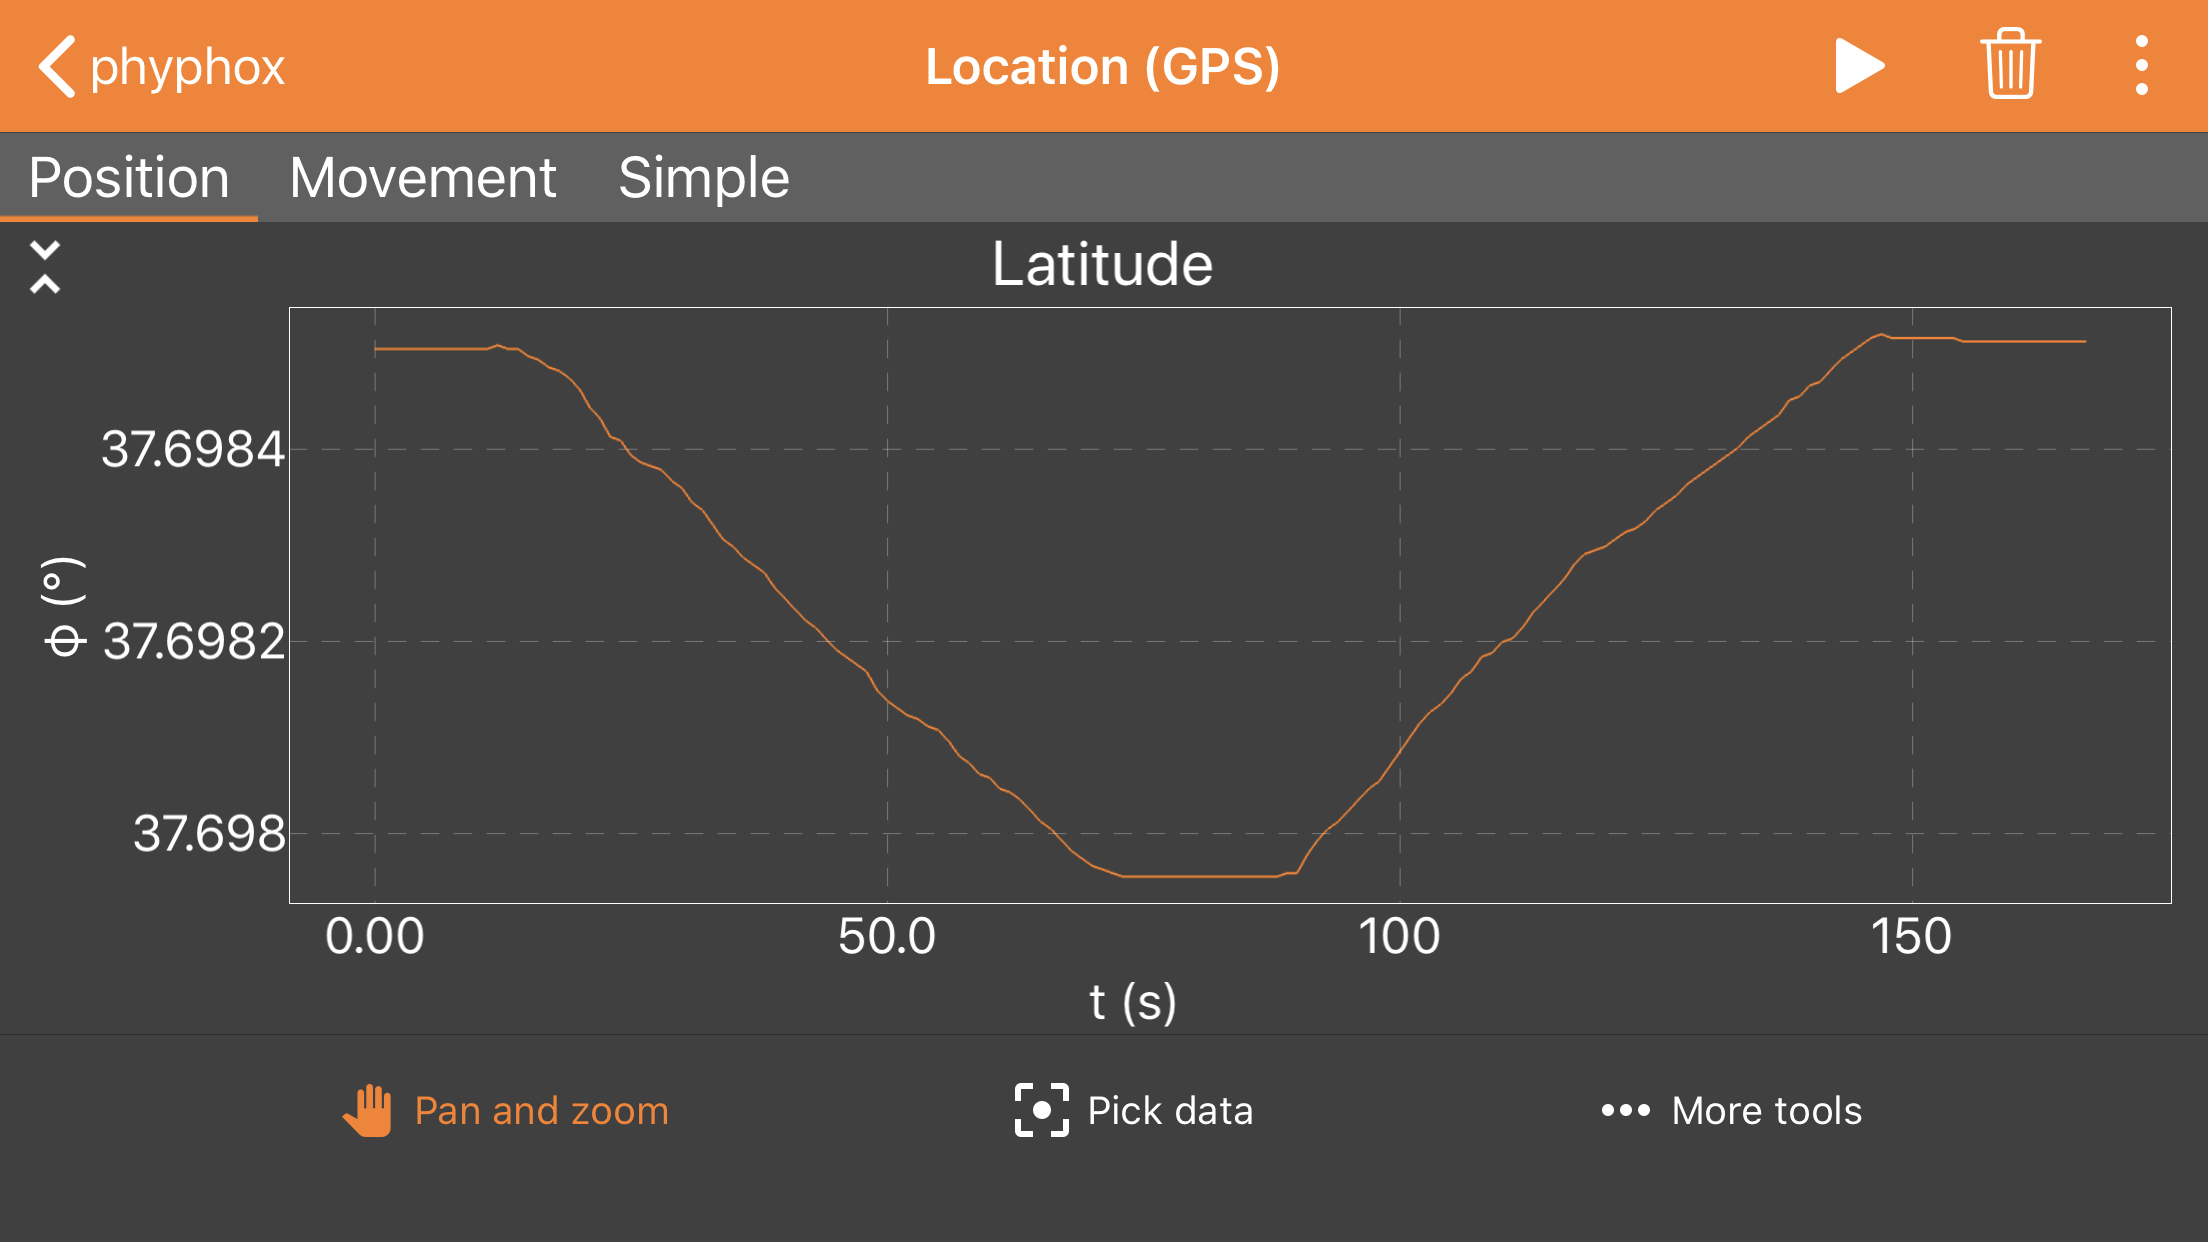 phyphox
Location (GPS)
Position Movement Simple
Latitude
37.6984
37.6982
37.698
ϕ (°)
0.00 50.0 100 150
t (s)
Pan and zoom
Pick data
More tools